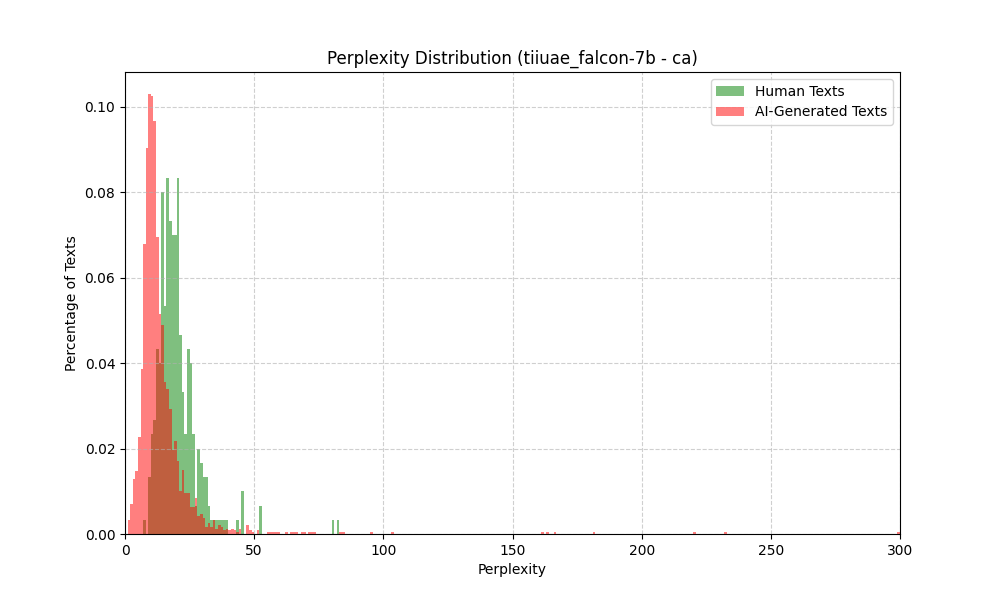 Perplexity Distribution (tiiuae_falcon-7b - ca)
Human Texts
AI-Generated Texts
Percentage of Texts
0.10
0.08
0.06
0.04
0.02
0.00
0 50 100 150 200 250 300
Perplexity